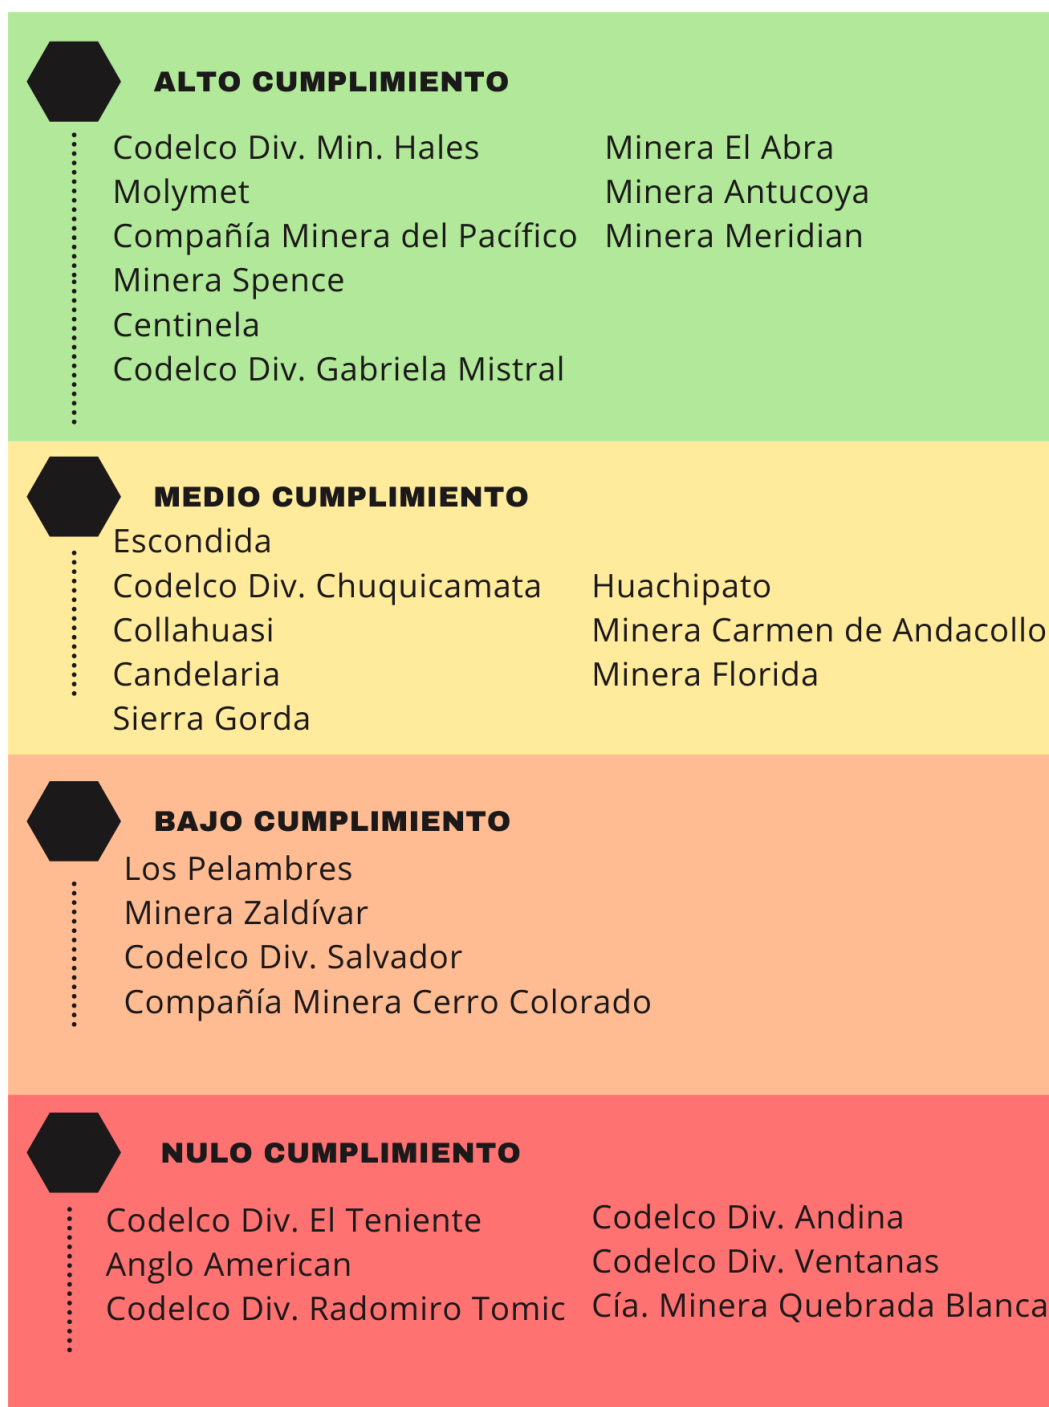 ALTO CUMPLIMIENTO
Codelco Div. Min. Hales
Molymet
Compañía Minera del Pacífico
Minera Spence
Centinela
Codelco Div. Gabriela Mistral
Minera El Abra
Minera Antucoya
Minera Meridian
MEDIO CUMPLIMIENTO
Escondida
Codelco Div. Chuquicamata
Collahuasi
Candelaria
Sierra Gorda
Huachipato
Minera Carmen de Andacollo
Minera Florida
BAJO CUMPLIMIENTO
Los Pelambres
Minera Zaldívar
Codelco Div. Salvador
Compañía Minera Cerro Colorado
NULO CUMPLIMIENTO
Codelco Div. El Teniente
Anglo American
Codelco Div. Radomiro Tomic
Codelco Div. Andina
Codelco Div. Ventanas
Cía. Minera Quebrada Blanca